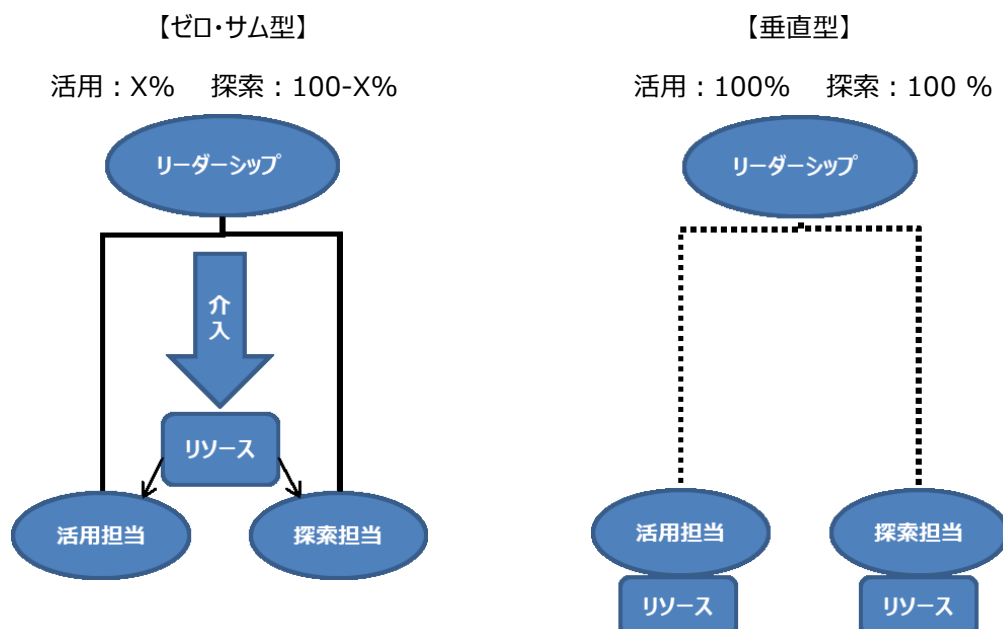 【ゼロ・サム型】
活用：X%　探索：100-X%
リーダーシップ
介
入
リソース
活用担当
探索担当
【垂直型】
活用：100%　探索：100 %
リーダーシップ
活用担当
探索担当
リソース
リソース